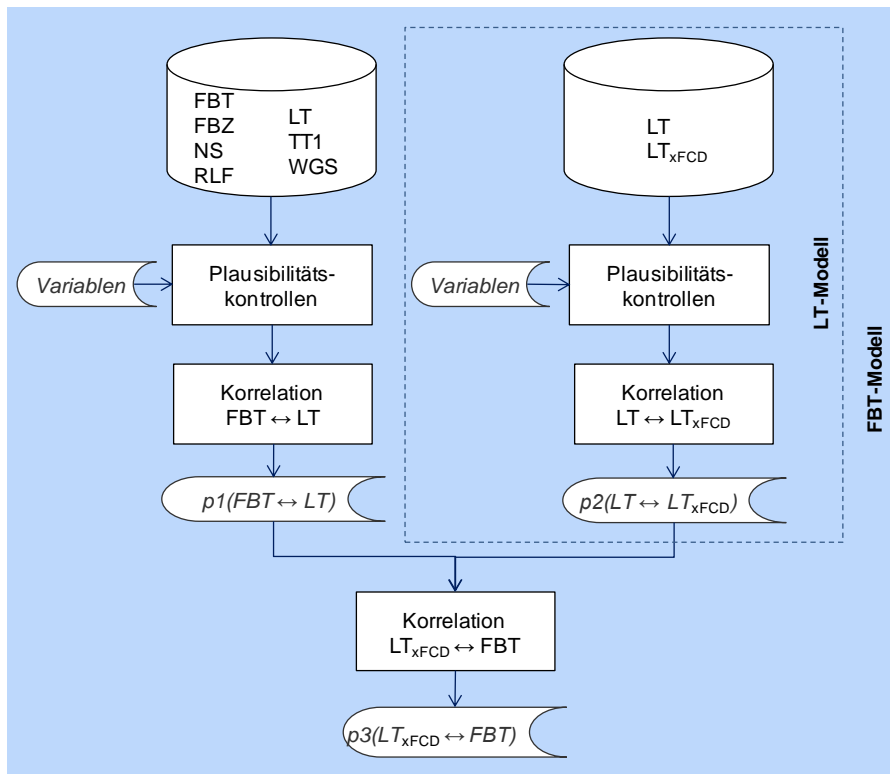 FBT
FBZ
NS
RLF
LT
TT1
WGS
LT
LTxFCD
Variablen
Plausibilitäts-
kontrollen
Variablen
Plausibilitäts-
kontrollen
LT-Modell
FBT-Modell
Korrelation
FBT ↔ LT
Korrelation
LT ↔ LTxFCD
p1(FBT ↔ LT)
p2(LT ↔ LTxFCD)
Korrelation
LTxFCD ↔ FBT
p3(LTxFCD ↔ FBT)